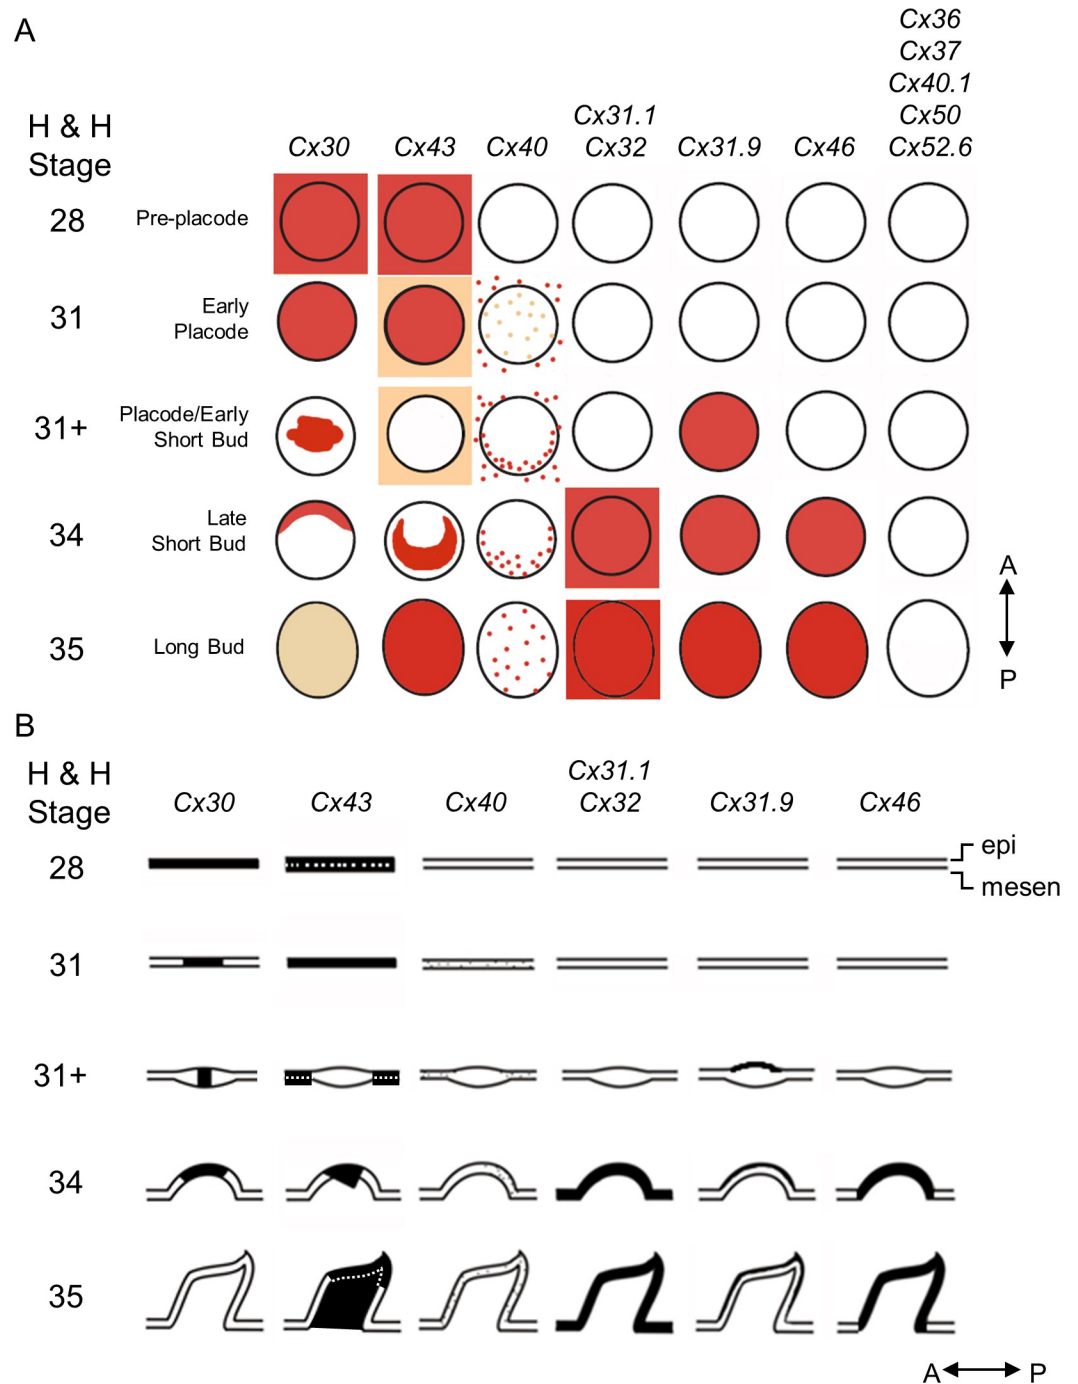 A
Cx36
Cx37
Cx40.1
Cx50
Cx52.6
Cx31.1
Cx32
H & H
Stage
Cx30 Cx43 Cx40 Cx31.9 Cx46
28 Pre-placode
31 Early
Placode
31+ Placode/Early
Short Bud
34 Late
Short Bud
A
35 Long Bud
P
B
H & H
Stage
Cx31.1
Cx30 Cx43 Cx40 Cx32 Cx31.9 Cx46
28 epi
mesen
31
31+
34
35
A P